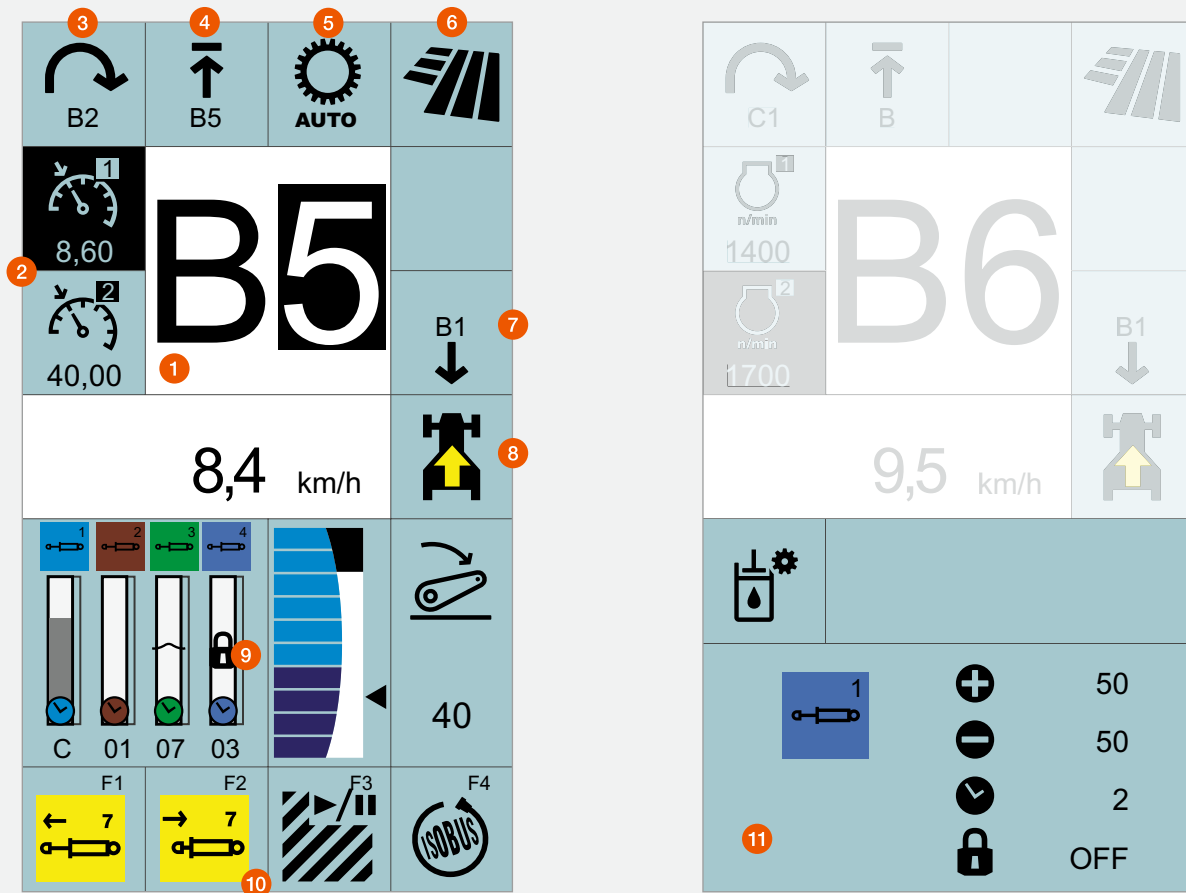 3 4 5 6
B2 B5 AUTO
1
8,60
B5
2
2
40,00
1
B1 7
8,4 km/h
8
1 2 3 4
9
C 01 07 03
40
F1 F2 F3 F4
7 7
ISOBUS
10
C1 B
1
n/min
1400
B6
2
n/min
1700
B1
9,5 km/h
1
50
50
2
OFF
11